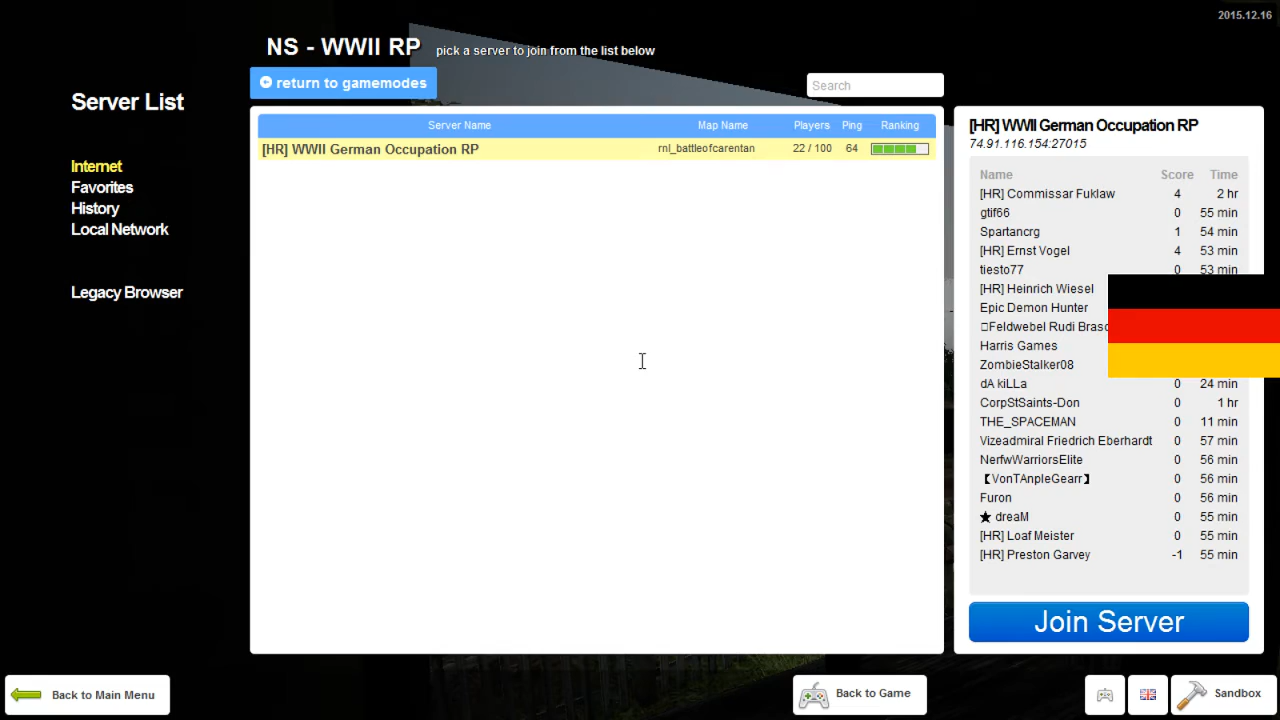 2015.12.16
NS - WWII RP pick a server to join from the list below
return to gamemodes
Search
Server List
Internet
Favorites
History
Local Network
Legacy Browser
Server Name Map Name Players Ping Ranking
[HR] WWII German Occupation RP rnl_battleofcarentan 22 / 100 64
[HR] WWII German Occupation RP
74.91.116.154:27015
Name Score Time
[HR] Commissar Fuklaw 4 2 hr
gtif66 0 55 min
Spartancrg 1 54 min
[HR] Ernst Vogel 4 53 min
tiesto77 0 53 min
[HR] Heinrich Wiesel
Epic Demon Hunter
Feldwebel Rudi
Harris Games
ZombieStalker08
dA kiLLa 0 24 min
CorpStSaints-Don 0 1 hr
THE_SPACEMAN 0 11 min
Vizeadmiral Friedrich Eberhardt 0 57 min
NerfwWarriorsElite 0 56 min
【VonTAnpleGearr】 0 56 min
Furon 0 56 min
★ dreaM 0 55 min
[HR] Loaf Meister 0 55 min
[HR] Preston Garvey -1 55 min
Join Server
Back to Main Menu
Back to Game
Sandbox